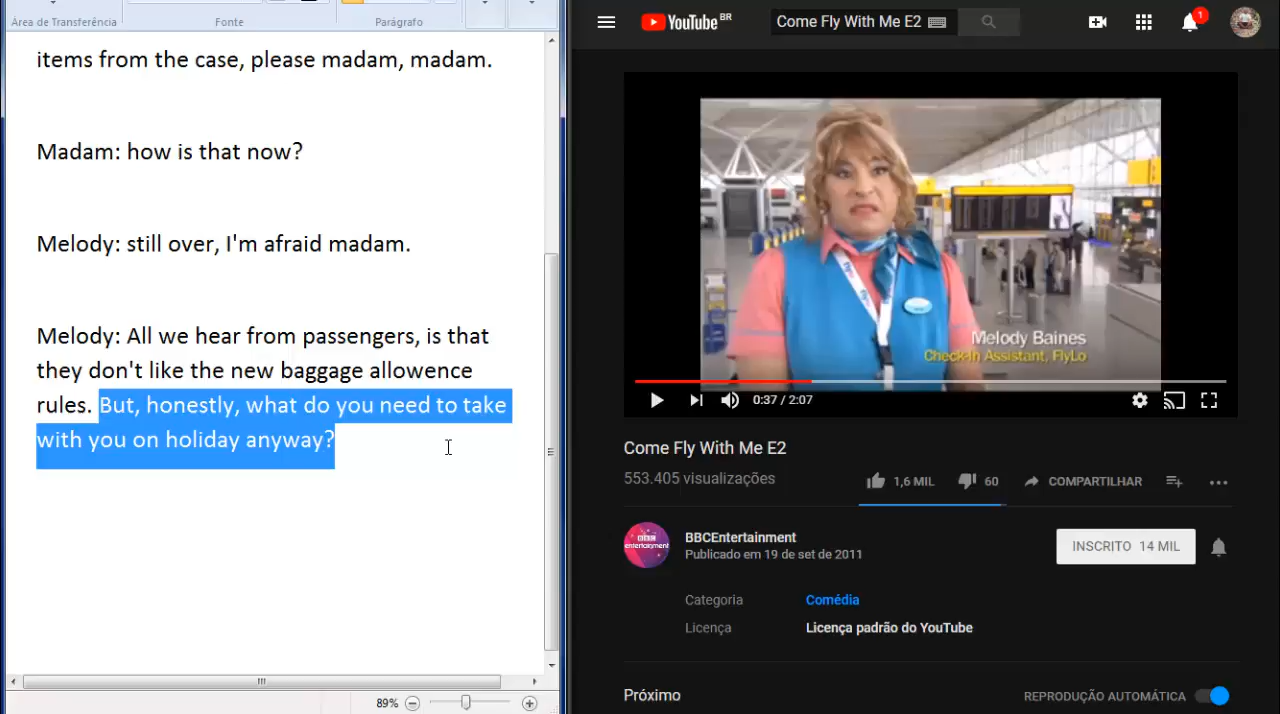 Área de Transferência
Fonte
Parágrafo
items from the case, please madam, madam.
Madam: how is that now?
Melody: still over, I'm afraid madam.
Melody: All we hear from passengers, is that
they don't like the new baggage allowence
rules. But, honestly, what do you need to take
with you on holiday anyway?
89%
YouTube BR
Come Fly With Me E2
1
Melody Baines
Check-In Assistant, FlyLo
0:37 / 2:07
Come Fly With Me E2
553.405 visualizações
1,6 MIL
60
COMPARTILHAR
BBC
entertainment
BBCEntertainment
Publicado em 19 de set de 2011
INSCRITO 14 MIL
Categoria
Comédia
Licença
Licença padrão do YouTube
Próximo
REPRODUÇÃO AUTOMÁTICA